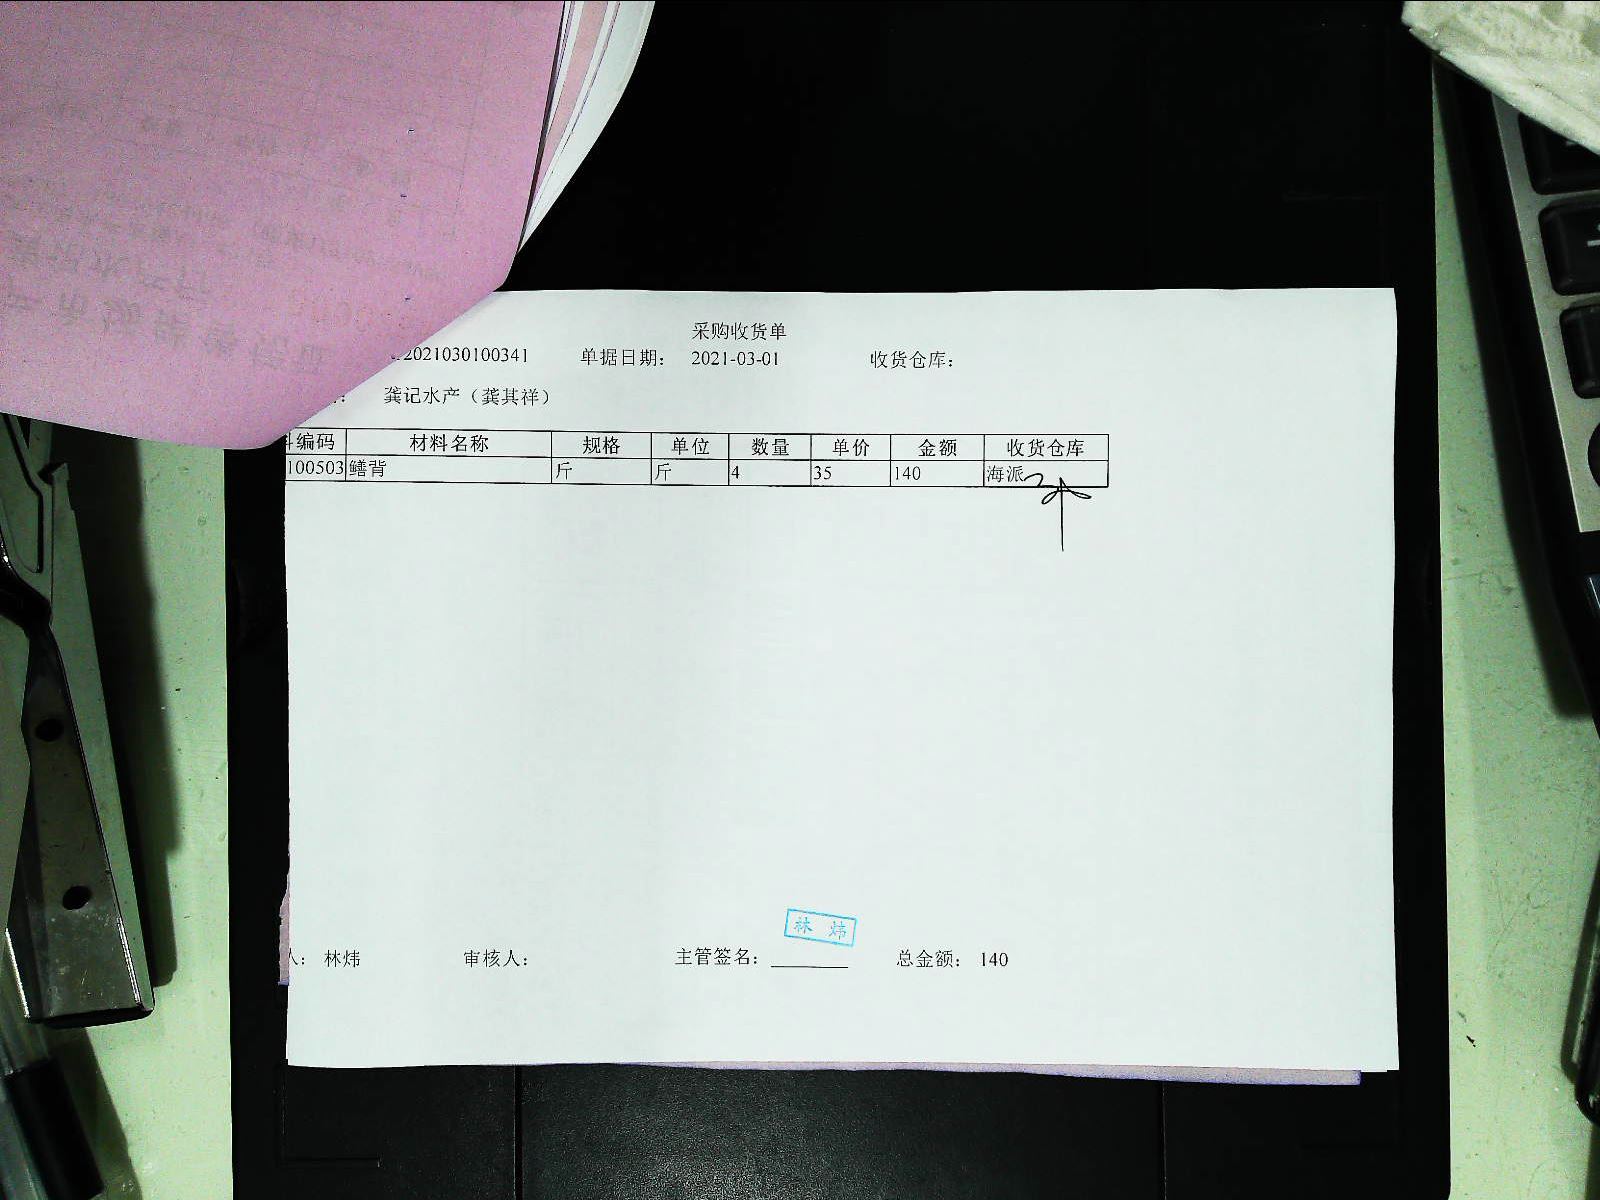 采购收货单
2021030100341 单据日期： 2021-03-01 收货仓库：
龚记水产（龚其祥）
编码 材料名称 规格 单位 数量 单价 金额 收货仓库
100503 鳝背 斤 斤 4 35 140 海派
林 炜
人： 林炜 审核人： 主管签名： 总金额： 140